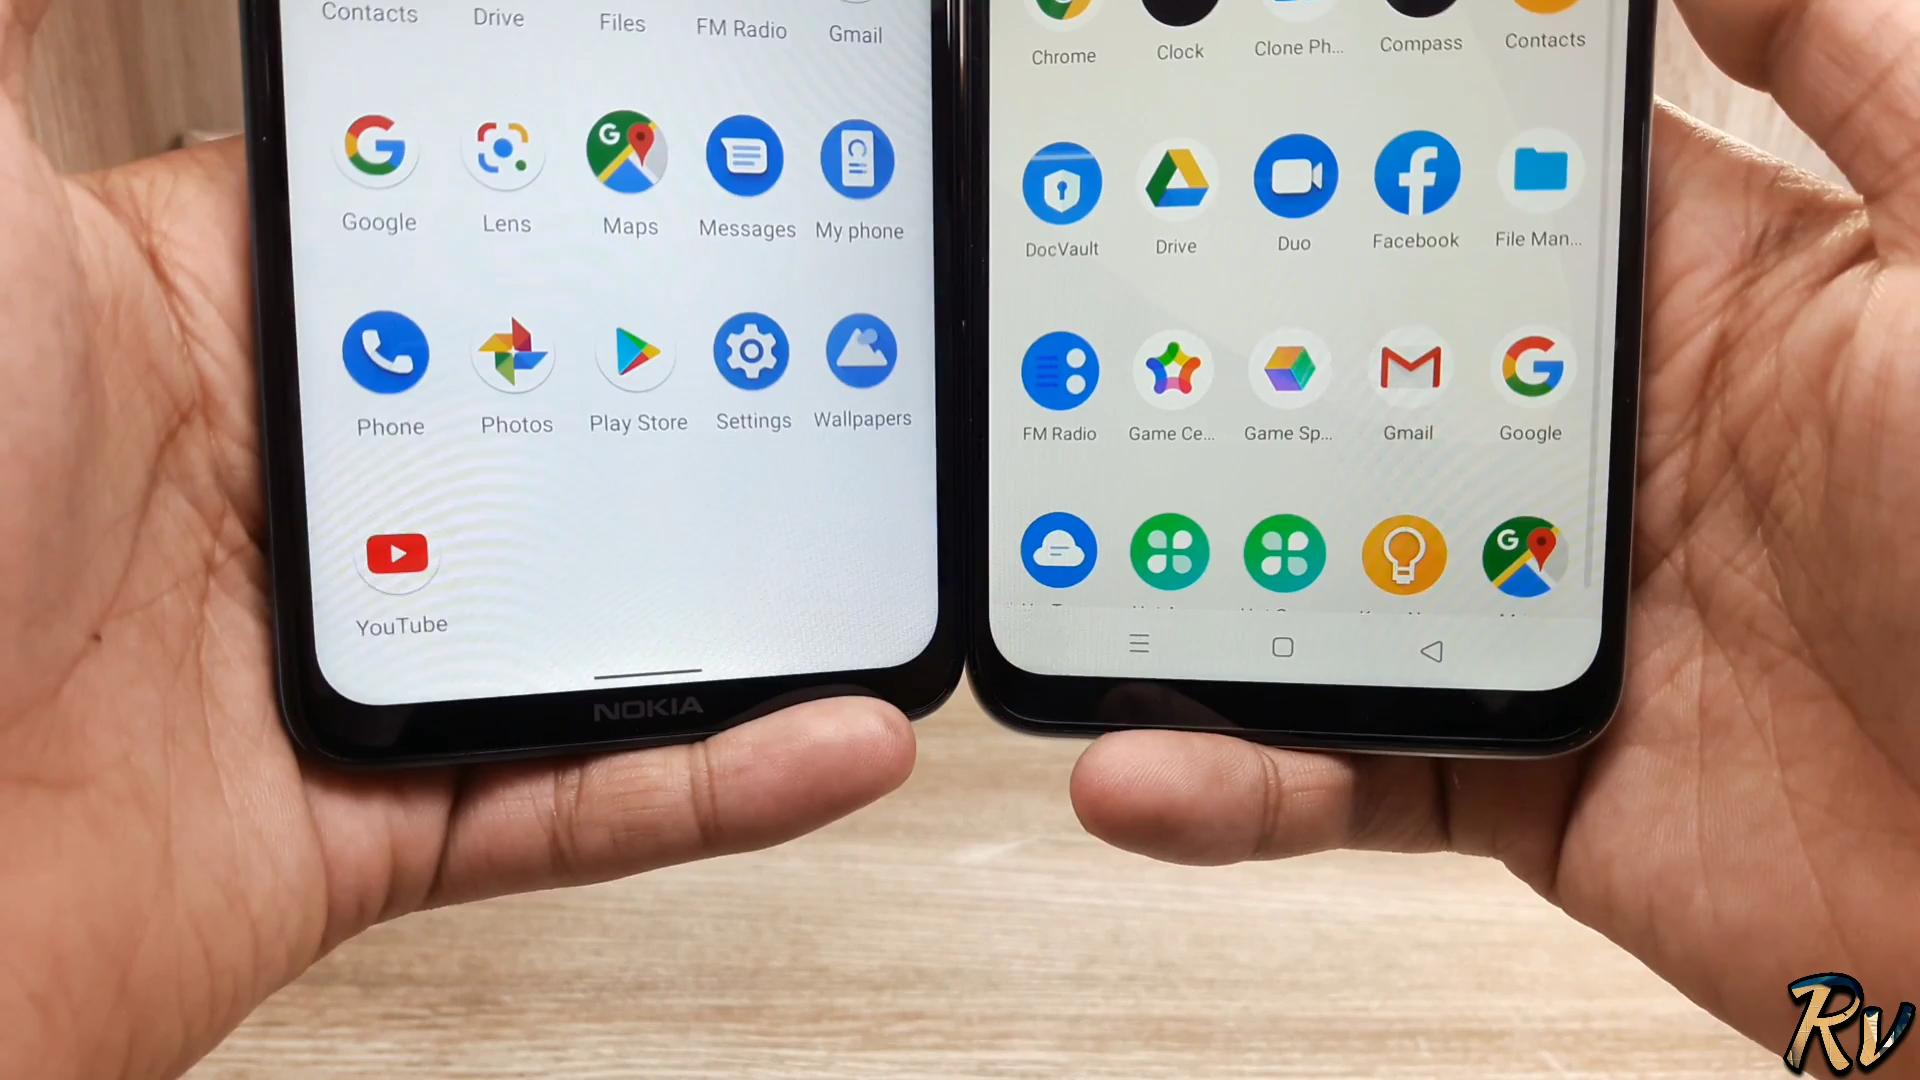 Contacts Drive Files FM Radio Gmail
Google Lens Maps Messages My phone
Phone Photos Play Store Settings Wallpapers
YouTube
NOKIA
Chrome Clock Clone Ph... Compass Contacts
DocVault Drive Duo Facebook File Man...
FM Radio Game Ce... Game Sp... Gmail Google
Rv